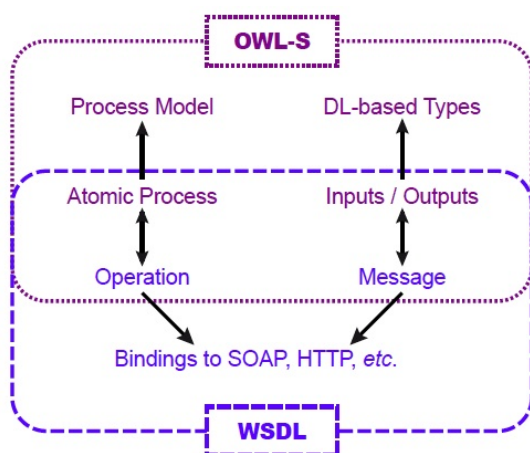 OWL-S
Process Model DL-based Types
Atomic Process Inputs / Outputs
Operation Message
Bindings to SOAP, HTTP, etc.
WSDL